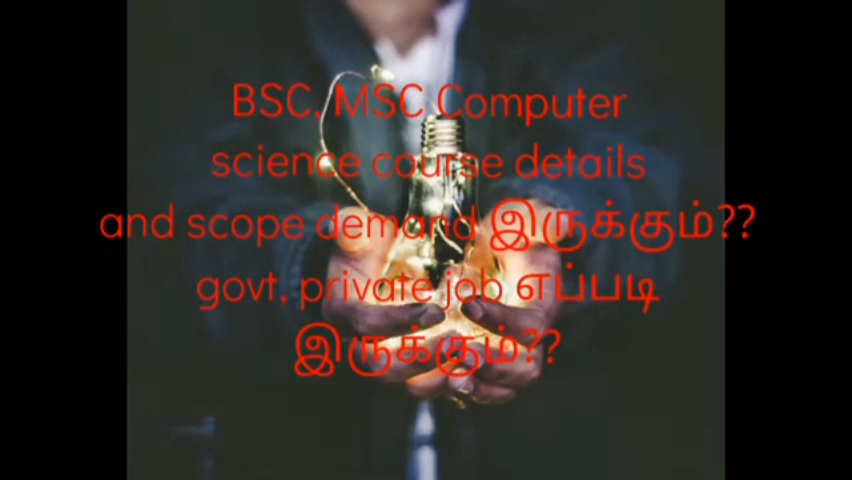 BSC, MSC Computer
science course details
and scope demand இருக்கும்??
govt, private job எப்படி
இருக்கும்??